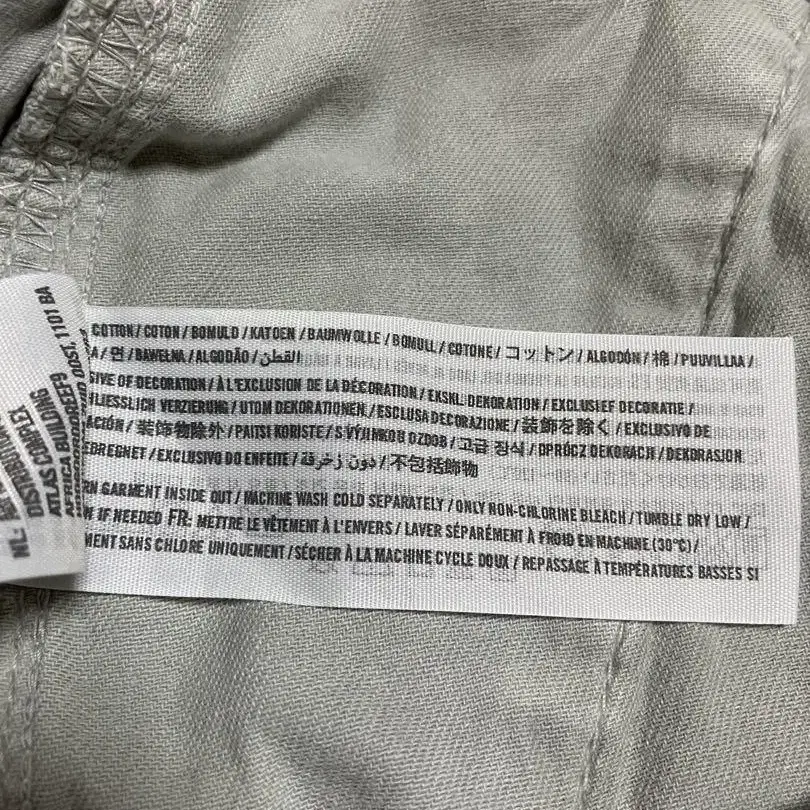 COTTON / COTON / BOMULD / KATOEN / BAUMWOLLE / BOMULL / COTONE / コットン / ALGODÓN / 棉 / PUUVILLAA /
A / 면 / BAWEŁNA / ALGODÃO / القطن
SIVE OF DECORATION / À L'EXCLUSION DE LA DÉCORATION / EKSKL. DEKORATION / EXCLUSIEF DECORATIE /
HLIESSLICH VERZIERUNG / UTOM DEKORATIONEN / ESCLUSA DECORAZIONE / 装飾を除く / EXCLUSIVO DE
ACIÓN / 装飾物除外 / PAITSI KORISTE / S VÝJIMKOU OZDOB / 고급 장식 / OPRÓCZ DEKORACJI / DEKORASJON
EDREGNET / EXCLUSIVO DO ENFEITE / دون زخرفة / 不包括飾物
RN GARMENT INSIDE OUT / MACHINE WASH COLD SEPARATELY / ONLY NON-CHLORINE BLEACH / TUMBLE DRY LOW /
N IF NEEDED FR: METTRE LE VÊTEMENT À L'ENVERS / LAVER SÉPARÉMENT À FROID EN MACHINE (30°C) /
MENT SANS CHLORE UNIQUEMENT / SÉCHER À LA MACHINE CYCLE DOUX / REPASSAGE À TEMPÉRATURES BASSES SI
NL:
DISTRIBUTION COMPLEX
ATLAS BUILDING
AFRICA
OOST, 1101 BA